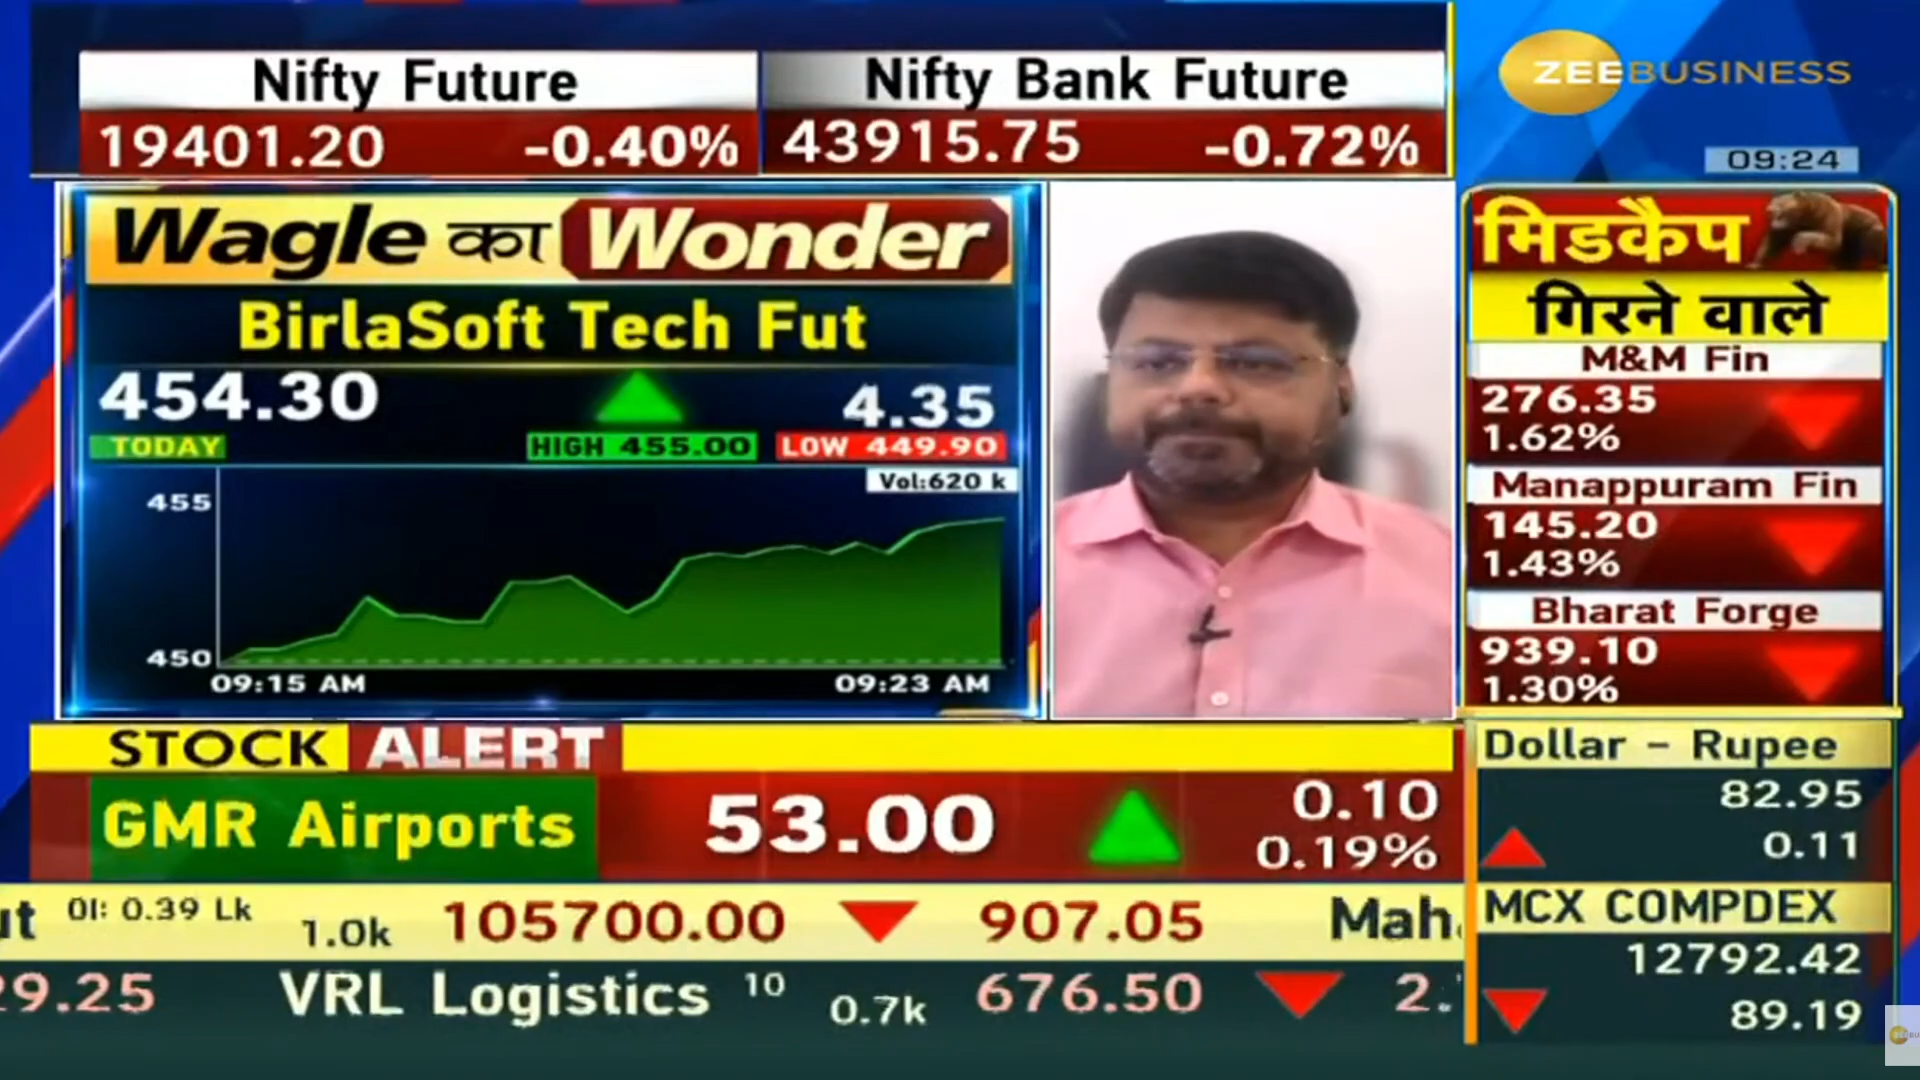 Nifty Future
19401.20 -0.40%
Nifty Bank Future
43915.75 -0.72%
ZEEBUSINESS
09:24
Wagle का Wonder
BirlaSoft Tech Fut
454.30 4.35
TODAY HIGH 455.00 LOW 449.90
Vol:620 k
455
450
09:15 AM 09:23 AM
मिडकैप
गिरने वाले
M&M Fin
276.35
1.62%
Manappuram Fin
145.20
1.43%
Bharat Forge
939.10
1.30%
STOCK ALERT
GMR Airports 53.00 0.10
0.19%
Dollar - Rupee
82.95
0.11
MCX COMPDEX
12792.42
89.19
OI: 0.39 Lk 1.0k 105700.00 907.05
29.25 VRL Logistics 10 0.7k 676.50